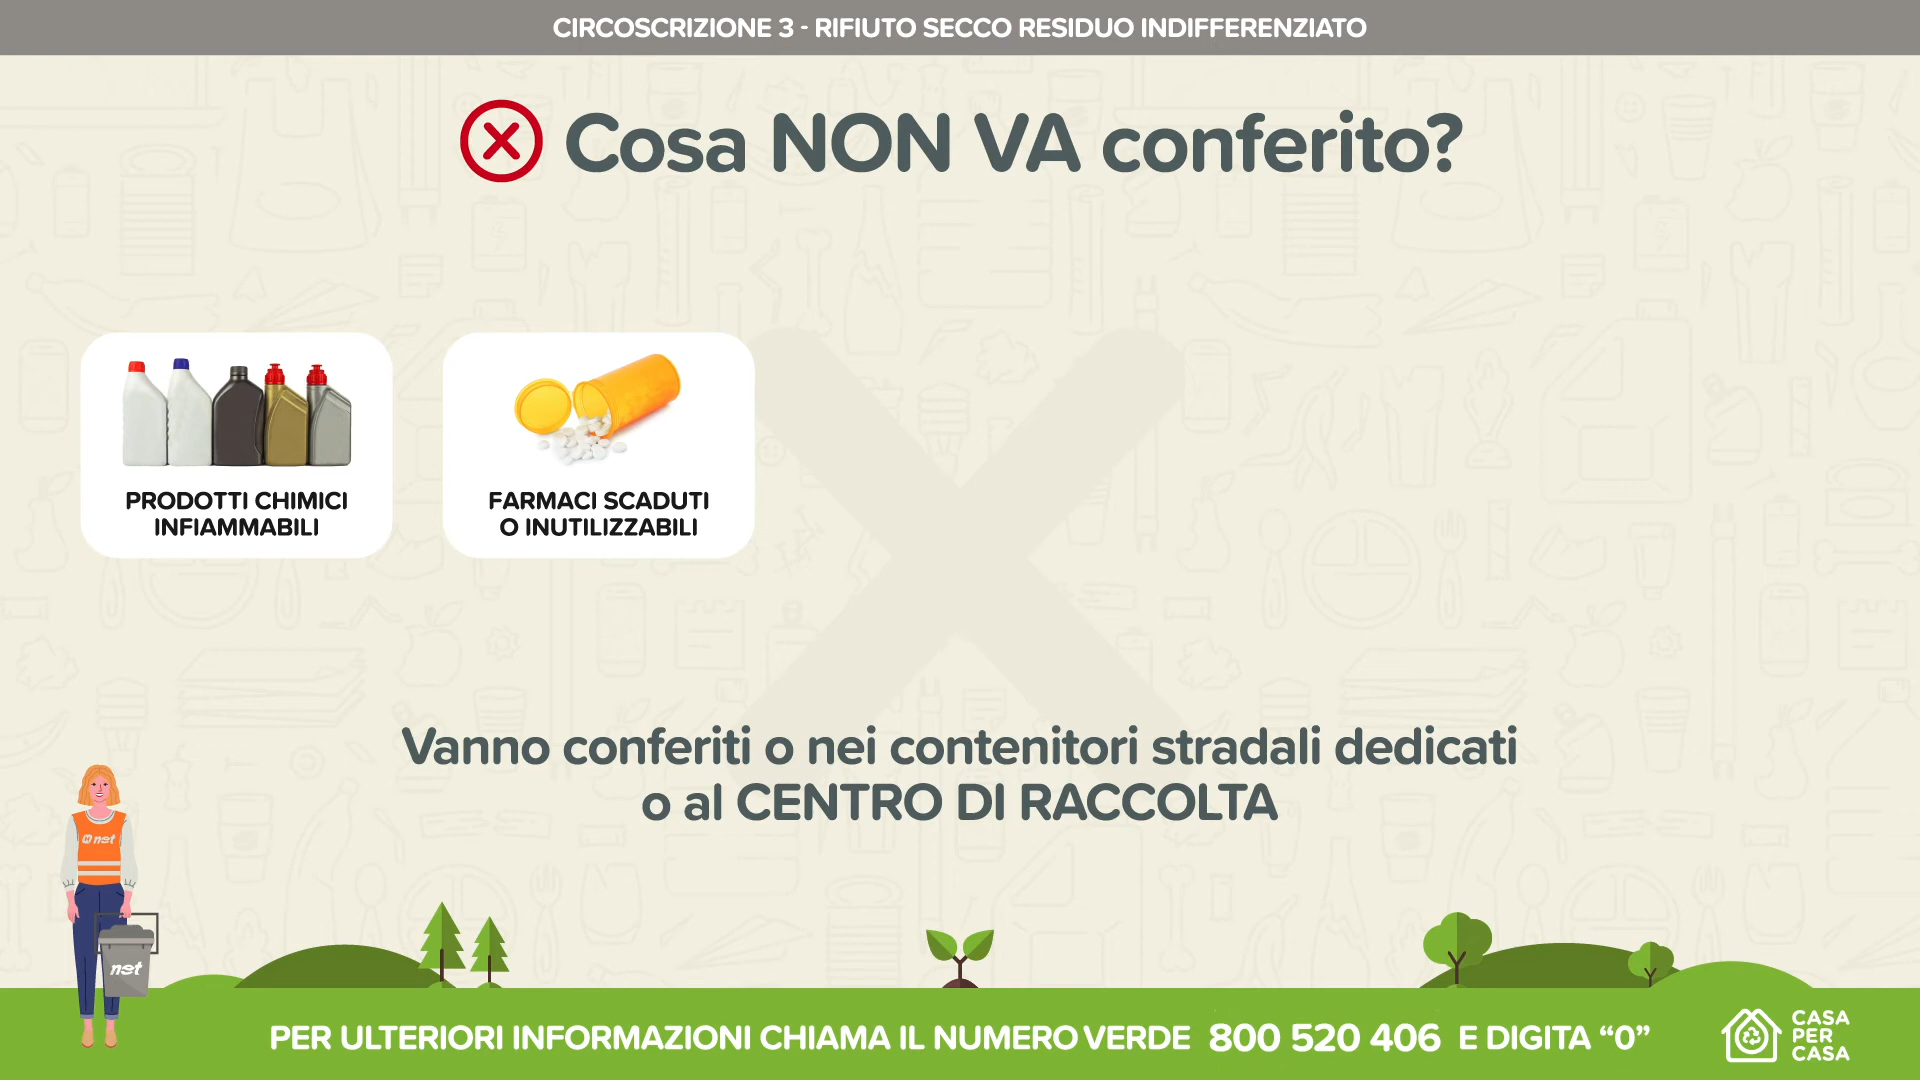 CIRCOSCRIZIONE 3 - RIFIUTO SECCO RESIDUO INDIFFERENZIATO
Cosa NON VA conferito?
PRODOTTI CHIMICI
INFIAMMABILI
FARMACI SCADUTI
O INUTILIZZABILI
Vanno conferiti o nei contenitori stradali dedicati
o al CENTRO DI RACCOLTA
net
net
PER ULTERIORI INFORMAZIONI CHIAMA IL NUMERO VERDE 800 520 406 E DIGITA “0”
CASA
PER
CASA